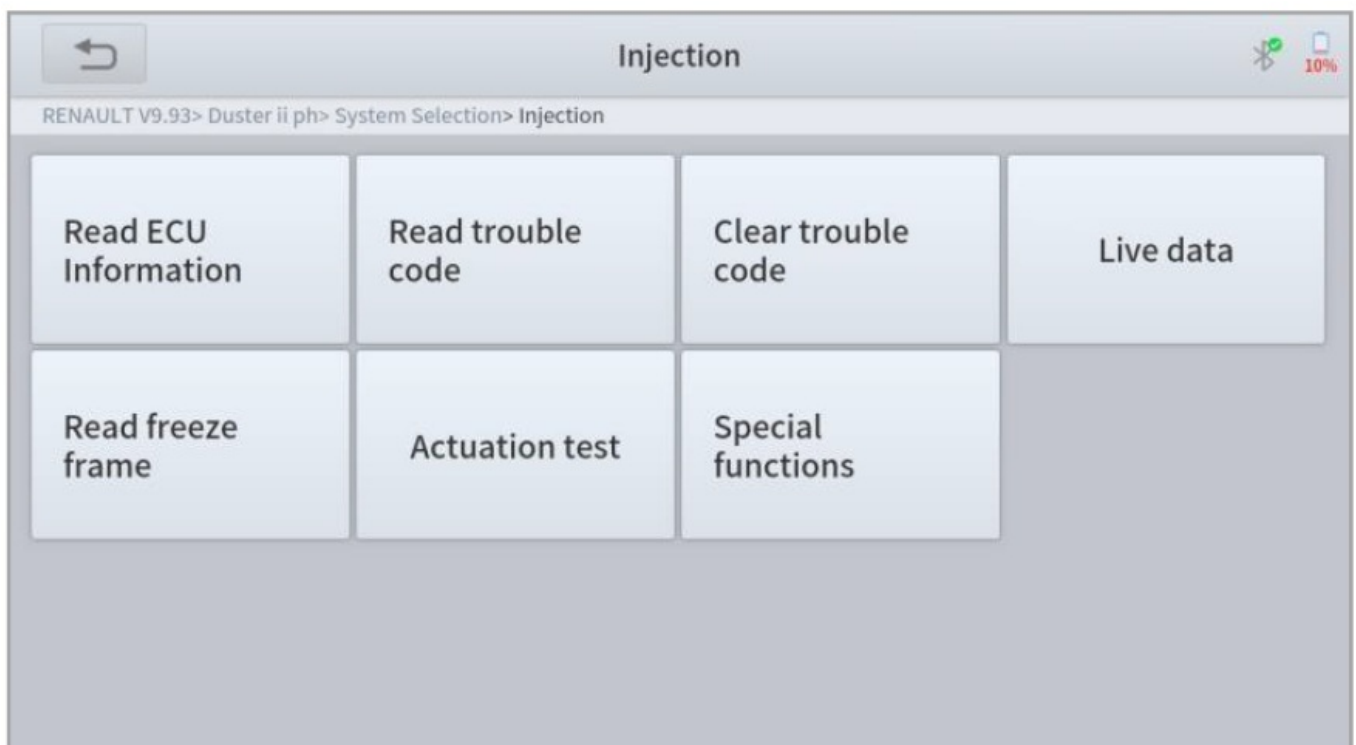 Injection
10%
RENAULT V9.93> Duster ii ph> System Selection> Injection
Read ECU
Information
Read trouble
code
Clear trouble
code
Live data
Read freeze
frame
Actuation test
Special
functions